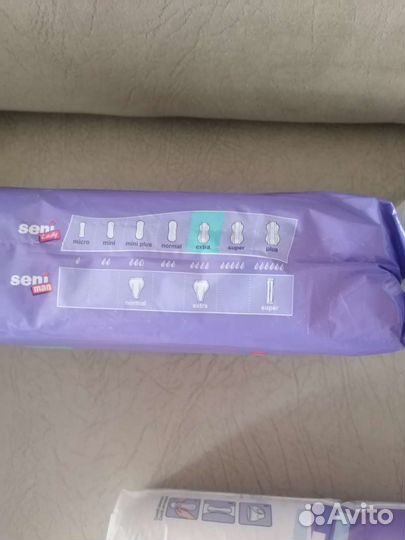 seni Lady
micro mini mini plus normal extra super plus
seni man
normal extra super
Avito